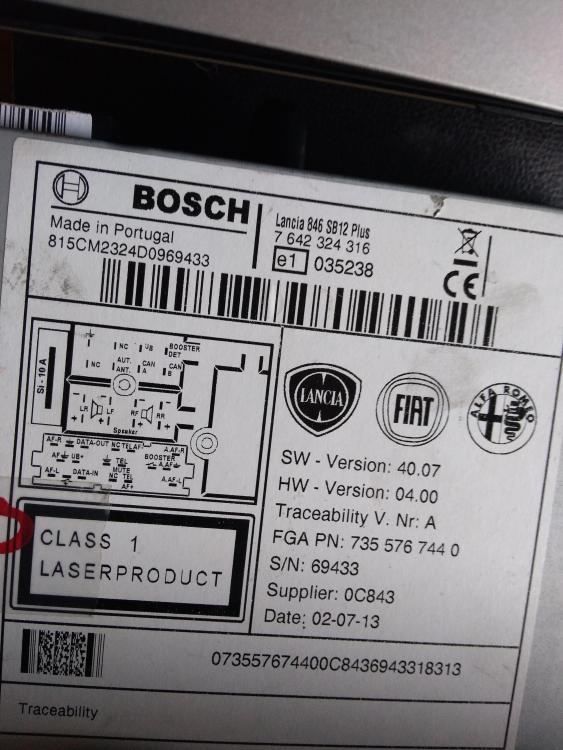 BOSCH
Made in Portugal
815CM2324D0969433
Lancia 846 SB12 Plus
7 642 324 316
e1 035238
CE
SI - 10 A
NC UB BOOSTER DET
NC AUT. ANT. CAN A CAN B
LR LF RF RR
Speaker
AF-R DATA-OUT NC TELAF A.AF-R
AF UB+ TEL BOOSTER A.AF
AF-L DATA-IN MUTE NC TEL AF+ A.AF-L
CLASS 1
LASERPRODUCT
LANCIA
FIAT
ALFA ROMEO
SW - Version: 40.07
HW - Version: 04.00
Traceability V. Nr: A
FGA PN: 735 576 744 0
S/N: 69433
Supplier: 0C843
Date: 02-07-13
073557674400C8436943318313
Traceability